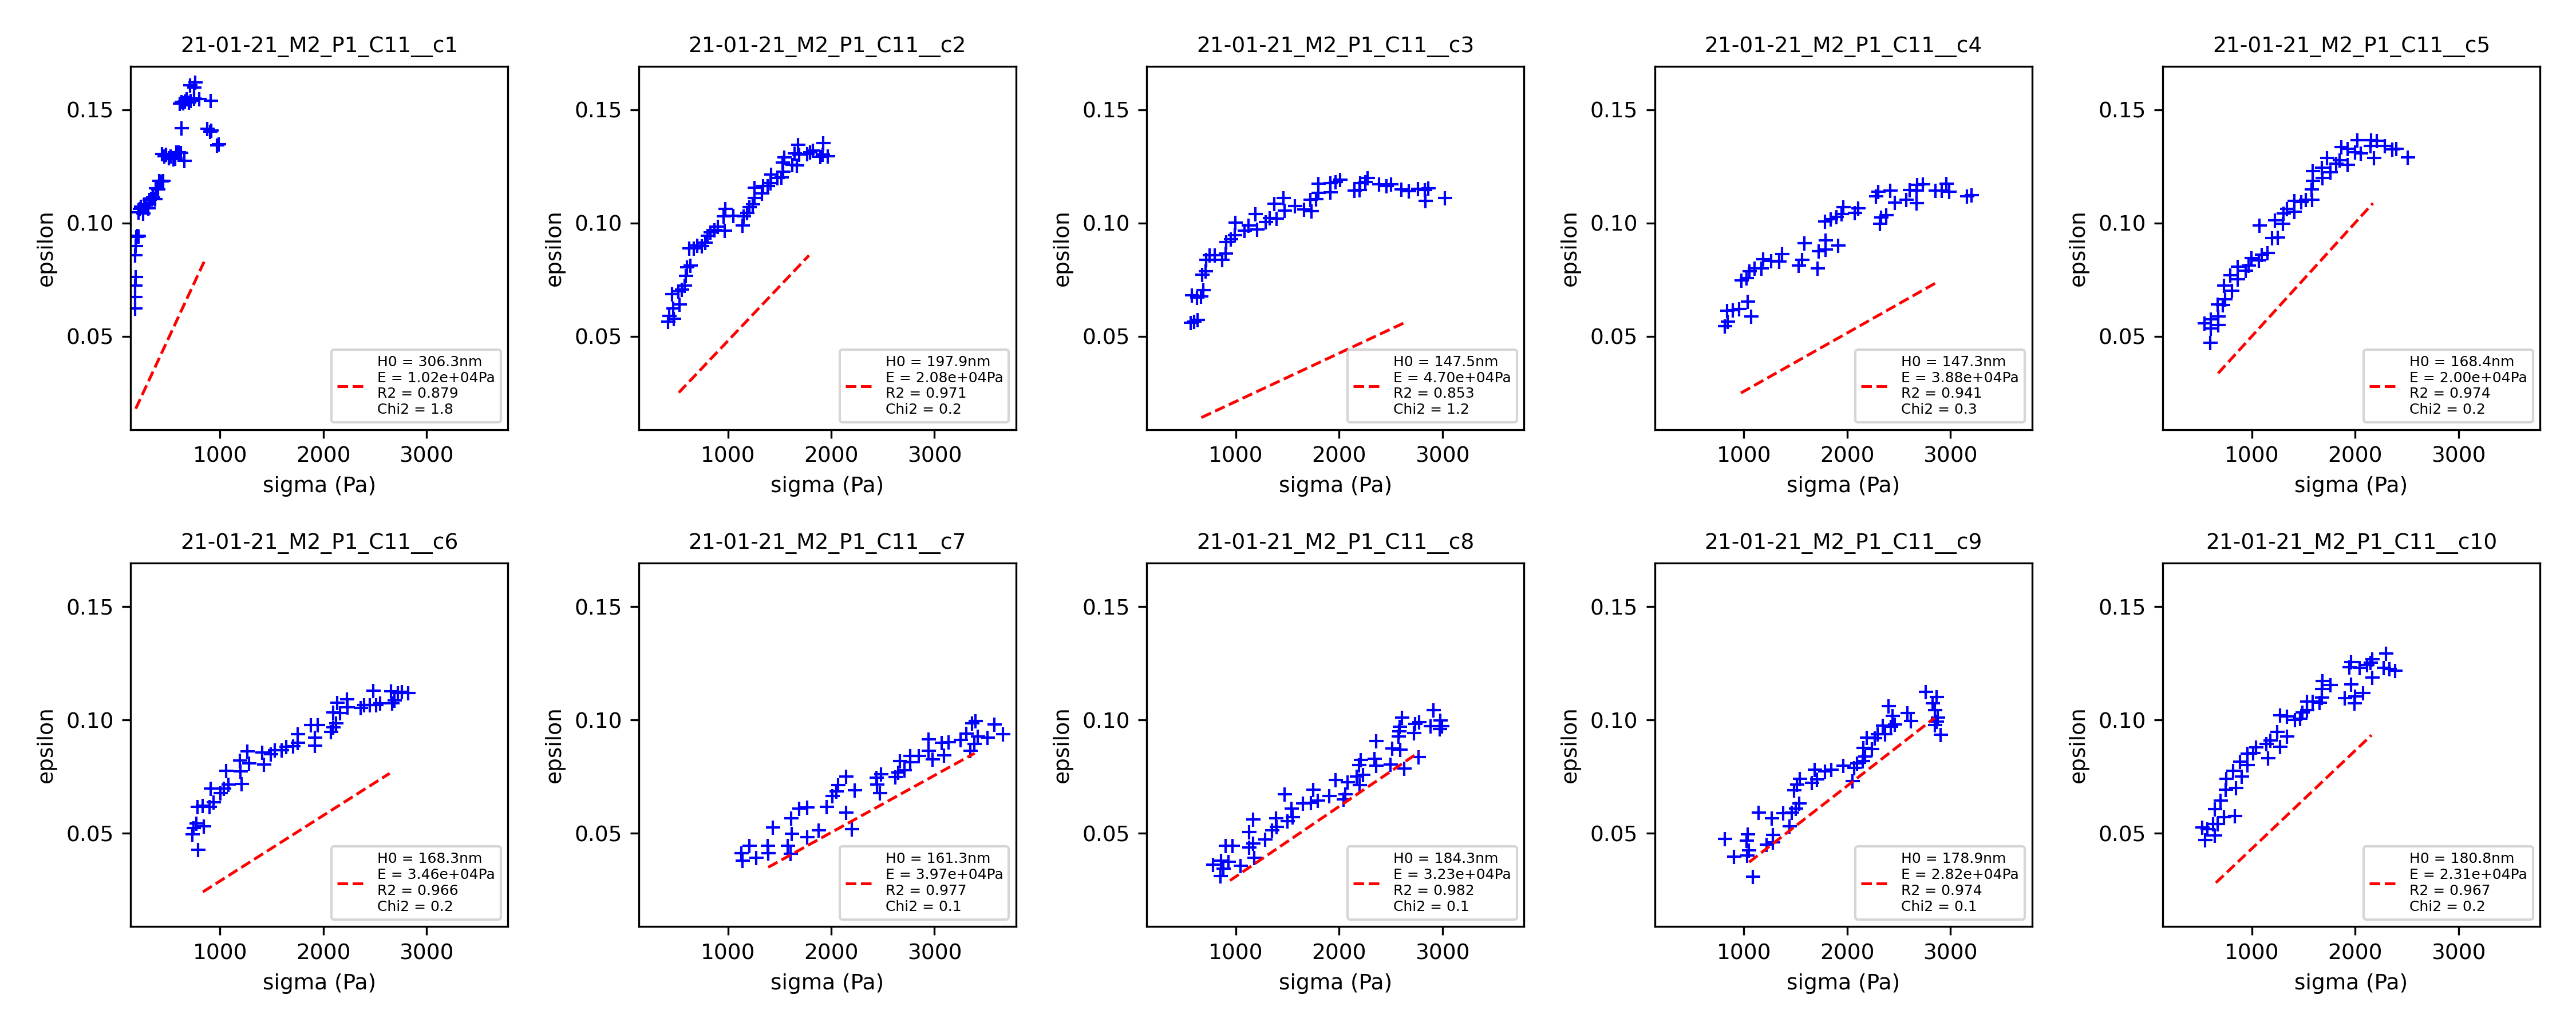 21-01-21_M2_P1_C11__c1
epsilon
0.15
0.10
0.05
H0 = 306.3nm
E = 1.02e+04Pa
R2 = 0.879
Chi2 = 1.8
1000 2000 3000
sigma (Pa)
21-01-21_M2_P1_C11__c2
epsilon
0.15
0.10
0.05
H0 = 197.9nm
E = 2.08e+04Pa
R2 = 0.971
Chi2 = 0.2
1000 2000 3000
sigma (Pa)
21-01-21_M2_P1_C11__c3
epsilon
0.15
0.10
0.05
H0 = 147.5nm
E = 4.70e+04Pa
R2 = 0.853
Chi2 = 1.2
1000 2000 3000
sigma (Pa)
21-01-21_M2_P1_C11__c4
epsilon
0.15
0.10
0.05
H0 = 147.3nm
E = 3.88e+04Pa
R2 = 0.941
Chi2 = 0.3
1000 2000 3000
sigma (Pa)
21-01-21_M2_P1_C11__c5
epsilon
0.15
0.10
0.05
H0 = 168.4nm
E = 2.00e+04Pa
R2 = 0.974
Chi2 = 0.2
1000 2000 3000
sigma (Pa)
21-01-21_M2_P1_C11__c6
epsilon
0.15
0.10
0.05
H0 = 168.3nm
E = 3.46e+04Pa
R2 = 0.966
Chi2 = 0.2
1000 2000 3000
sigma (Pa)
21-01-21_M2_P1_C11__c7
epsilon
0.15
0.10
0.05
H0 = 161.3nm
E = 3.97e+04Pa
R2 = 0.977
Chi2 = 0.1
1000 2000 3000
sigma (Pa)
21-01-21_M2_P1_C11__c8
epsilon
0.15
0.10
0.05
H0 = 184.3nm
E = 3.23e+04Pa
R2 = 0.982
Chi2 = 0.1
1000 2000 3000
sigma (Pa)
21-01-21_M2_P1_C11__c9
epsilon
0.15
0.10
0.05
H0 = 178.9nm
E = 2.82e+04Pa
R2 = 0.974
Chi2 = 0.1
1000 2000 3000
sigma (Pa)
21-01-21_M2_P1_C11__c10
epsilon
0.15
0.10
0.05
H0 = 180.8nm
E = 2.31e+04Pa
R2 = 0.967
Chi2 = 0.2
1000 2000 3000
sigma (Pa)